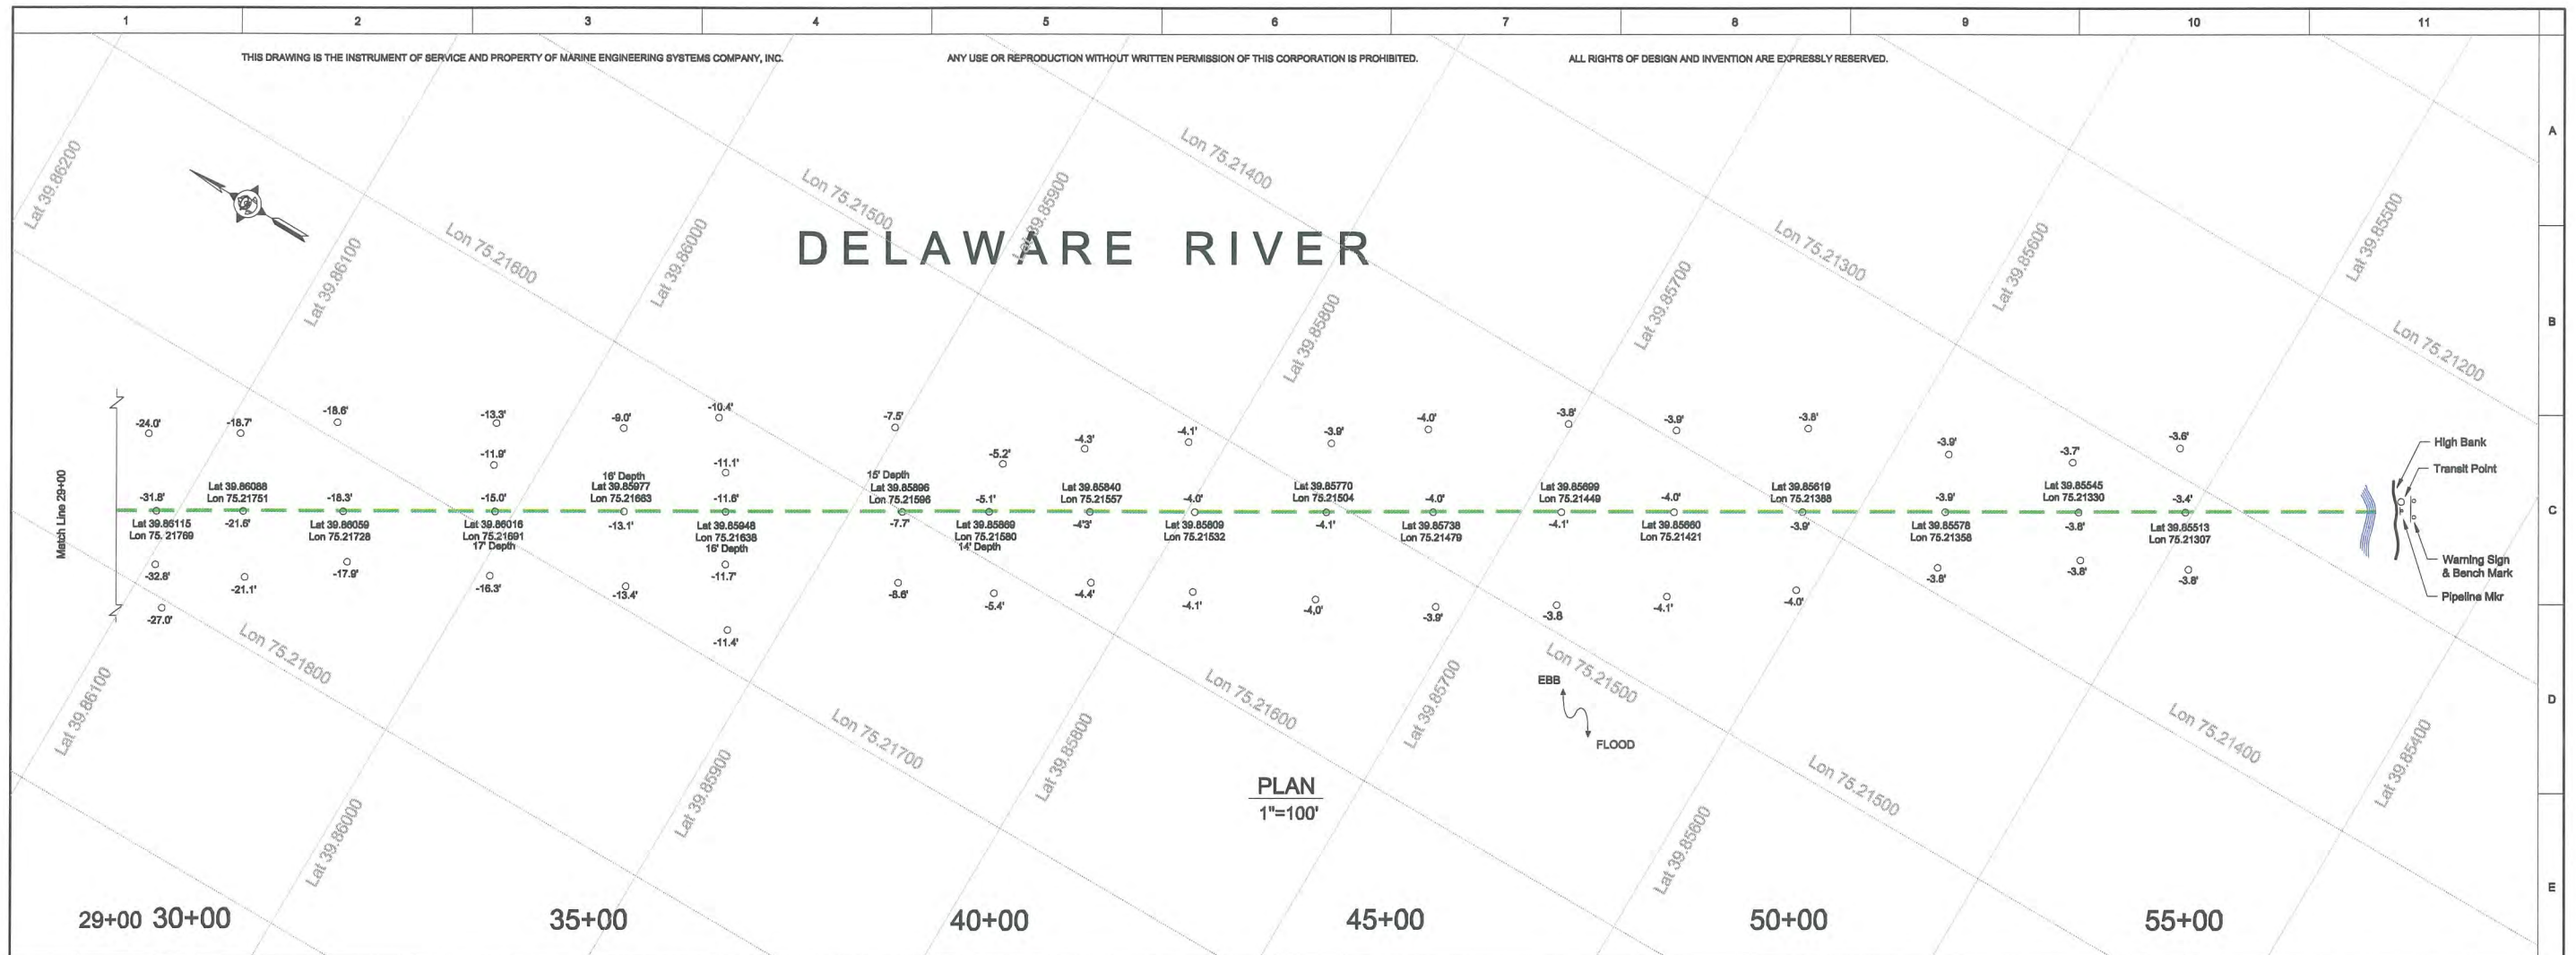 1 2 3 4 5 6 7 8 9 10 11
THIS DRAWING IS THE INSTRUMENT OF SERVICE AND PROPERTY OF MARINE ENGINEERING SYSTEMS COMPANY, INC. ANY USE OR REPRODUCTION WITHOUT WRITTEN PERMISSION OF THIS CORPORATION IS PROHIBITED. ALL RIGHTS OF DESIGN AND INVENTION ARE EXPRESSLY RESERVED.
A
Lat 39.86200
Lon 75.21400
Lon 75.21500
Lat 39.85900
Lat 39.85500
Lat 39.86100
Lon 75.21600
Lat 39.86000
DELAWARE RIVER
Lon 75.21300
Lat 39.85600
Lat 39.85700
Lat 39.85800
B
Lon 75.21200
-24.0' -18.7' -18.6' -13.3' -9.0' -10.4' -7.5' -5.2' -4.3' -4.1' -3.9' -4.0' -3.8' -3.9' -3.8' -3.9' -3.7' -3.6'
-11.9' -11.1'
High Bank
Transit Point
Match Line 29+00
-31.8'
Lat 39.86115
Lon 75. 21769
Lat 39.86088
Lon 75.21751
-21.6'
-18.3'
Lat 39.86059
Lon 75.21728
-15.0'
Lat 39.86016
Lon 75.21691
17' Depth
16' Depth
Lat 39.85977
Lon 75.21663
-13.1'
-11.6'
Lat 39.85948
Lon 75.21638
16' Depth
15' Depth
Lat 39.85896
Lon 75.21596
-7.7'
-5.1'
Lat 39.85869
Lon 75.21580
14' Depth
Lat 39.85840
Lon 75.21557
-4'3'
-4.0'
Lat 39.85809
Lon 75.21532
Lat 39.85770
Lon 75.21504
-4.1'
-4.0'
Lat 39.85738
Lon 75.21479
Lat 39.85699
Lon 75.21449
-4.1'
-4.0'
Lat 39.85660
Lon 75.21421
Lat 39.85619
Lon 75.21388
-3.9'
-3.9'
Lat 39.85578
Lon 75.21358
Lat 39.85545
Lon 75.21330
-3.8'
-3.4'
Lat 39.85513
Lon 75.21307
C
Warning Sign
& Bench Mark
Pipeline Mkr
-32.8' -21.1' -17.9' -16.3' -13.4' -11.7' -8.6' -5.4' -4.4' -4.1' -4.0' -3.9' -3.8 -4.1' -4.0' -3.8' -3.8' -3.8'
-27.0' -11.4'
Lon 75.21800
Lat 39.86100
Lon 75.21700
Lat 39.85800
Lon 75.21600
Lat 39.85700
Lon 75.21500
EBB
FLOOD
D
Lon 75.21400
Lat 39.85400
Lon 75.21500
Lat 39.85900
Lat 39.86000
Lat 39.85600
PLAN
1"=100'
E
29+00 30+00 35+00 40+00 45+00 50+00 55+00